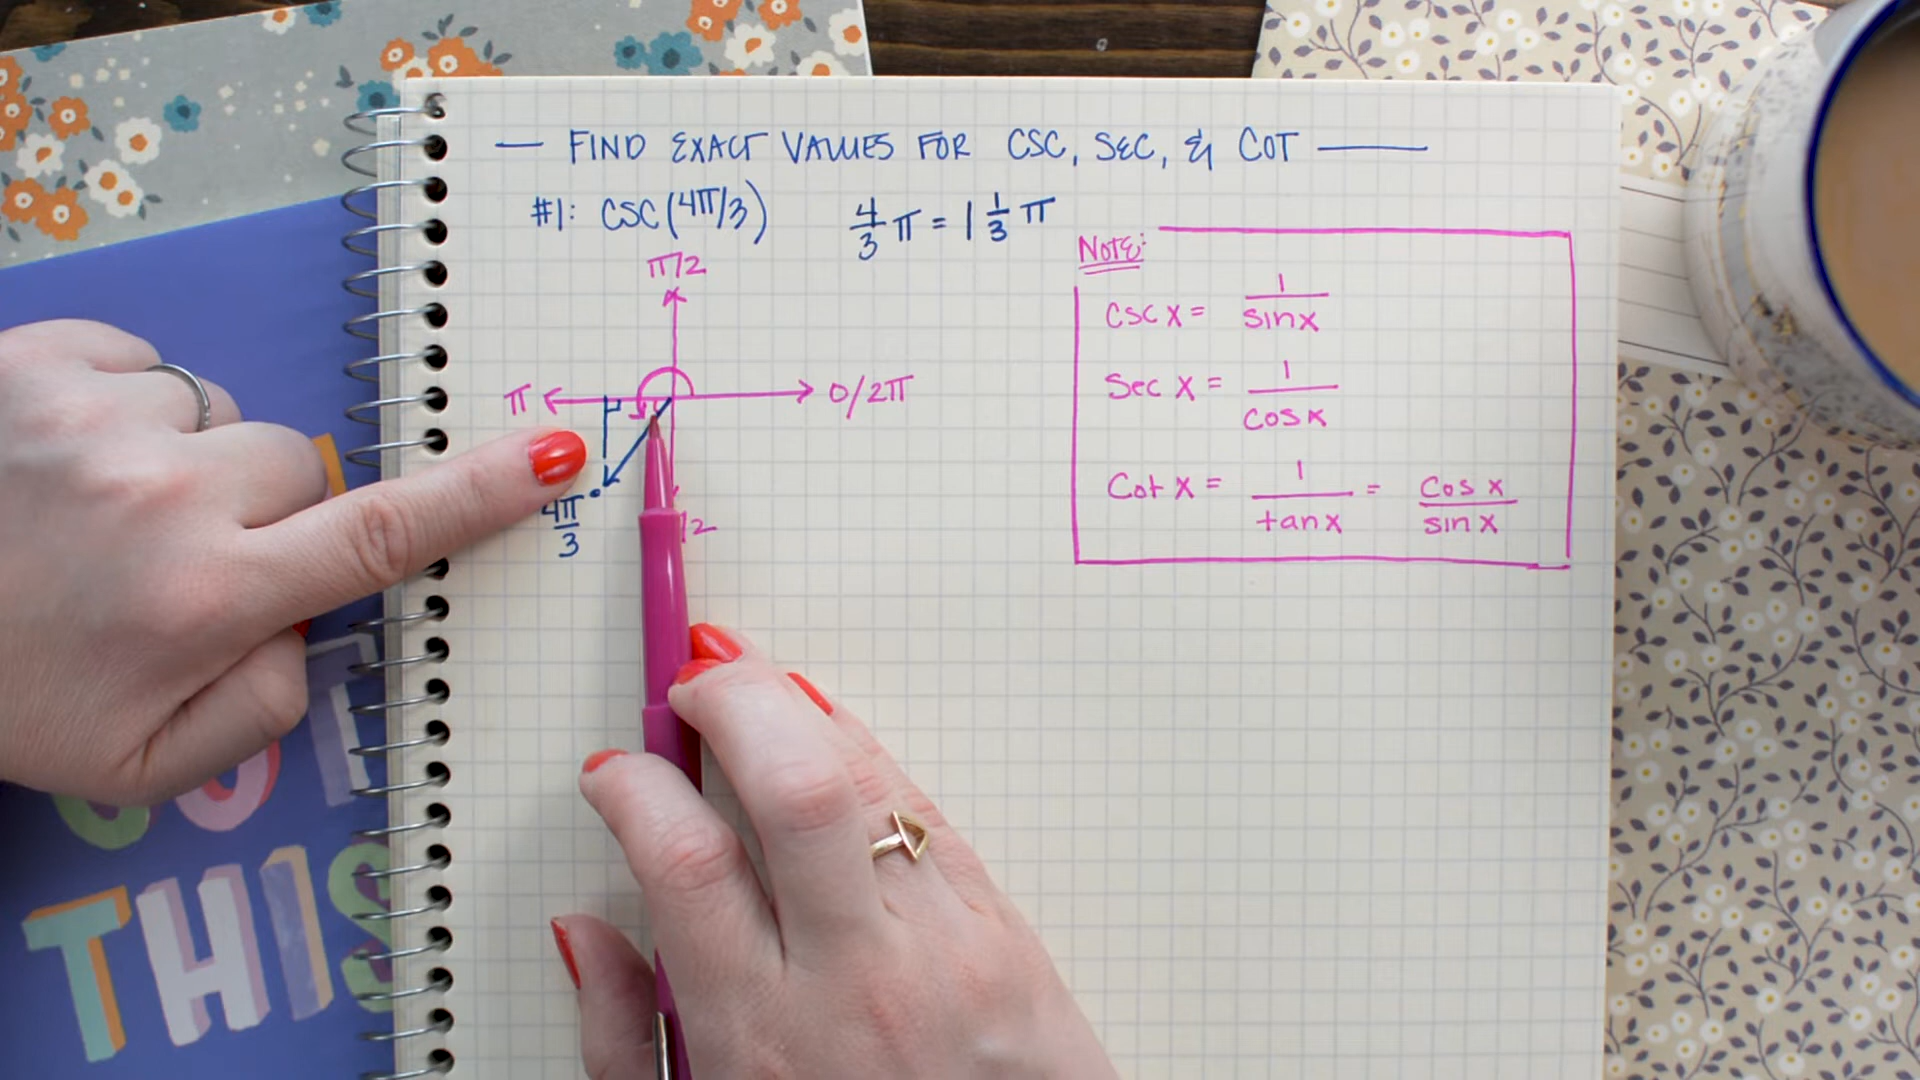 — FIND EXACT VALUES FOR CSC, SEC, & COT —
#1: CSC(4π/3)
4/3 π = 1 1/3 π
π/2
π
0/2π
4π/3
/2
NOTE:
CSC X = 1/sinx
Sec X = 1/cosx
Cot X = 1/tanx = Cos x/sin x
THIS